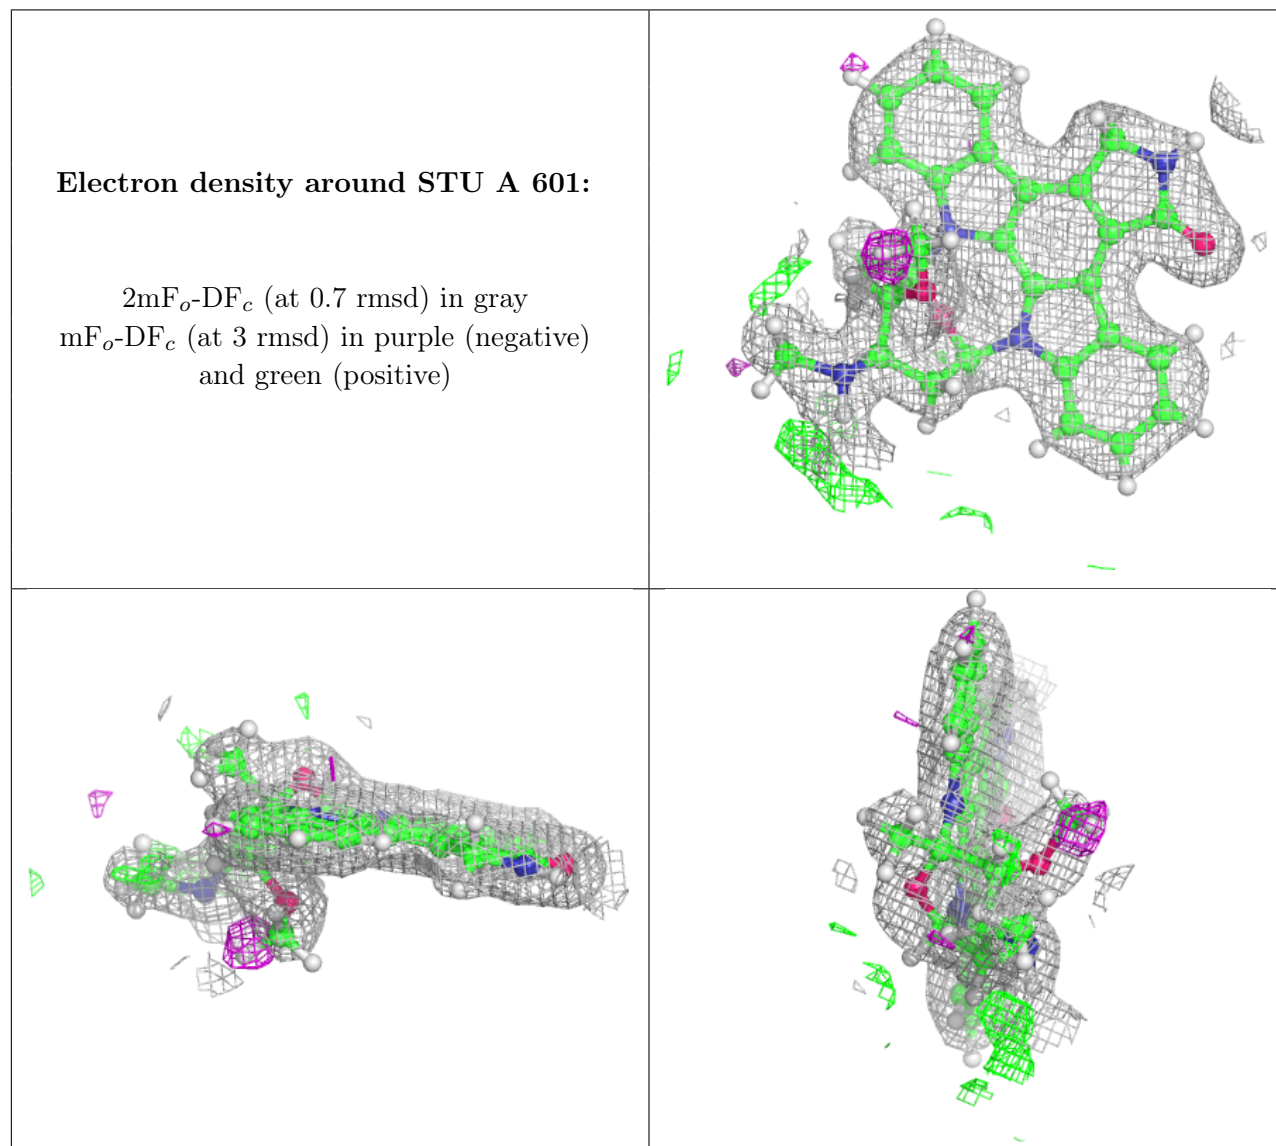 Electron density around STU A 601:
2mFo-DFc (at 0.7 rmsd) in gray
mFo-DFc (at 3 rmsd) in purple (negative)
and green (positive)